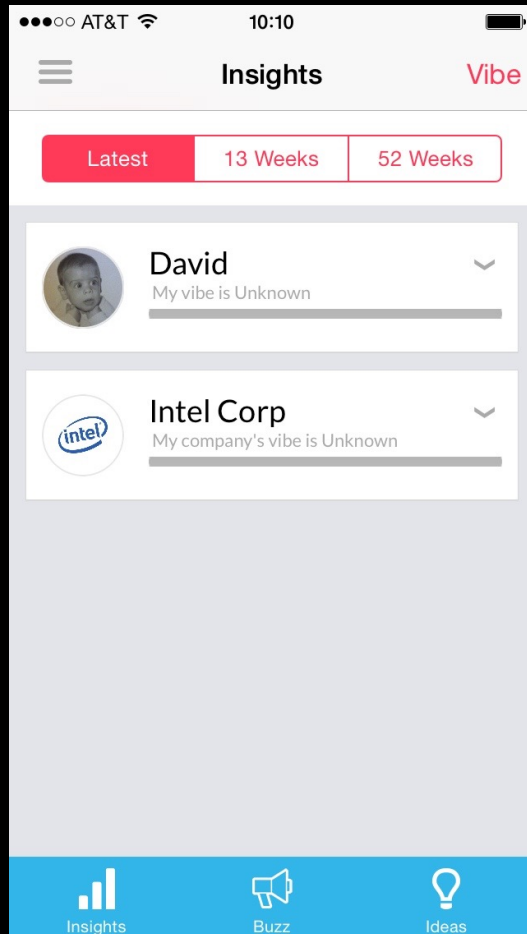 AT&T 10:10
Insights Vibe
Latest 13 Weeks 52 Weeks
David
My vibe is Unknown
intel
Intel Corp
My company's vibe is Unknown
Insights Buzz Ideas